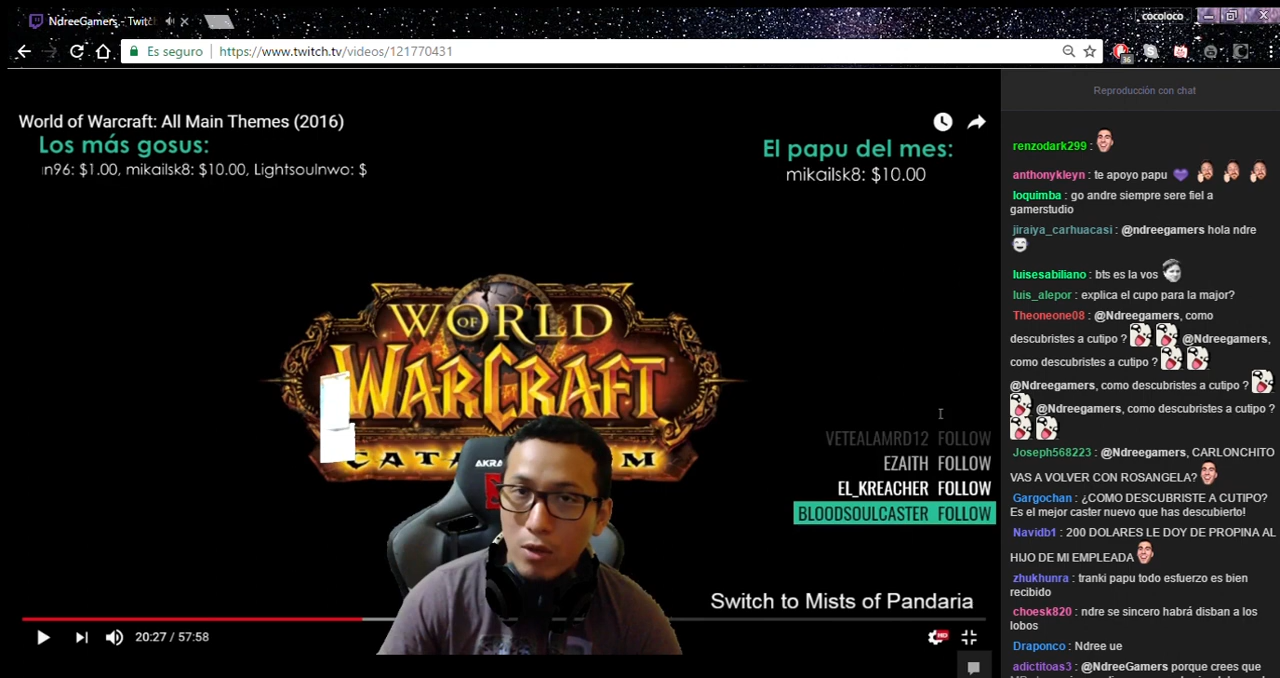 NdreeGamers - Twitch
cocoloco
Es seguro
https://www.twitch.tv/videos/121770431
36
World of Warcraft: All Main Themes (2016)
Los más gosus:
n96: $1.00, mikailsk8: $10.00, Lightsoulnwo: $
El papu del mes:
mikailsk8: $10.00
WORLD
OF
WARCRAFT
CATA M
AKRA
VETEALAMRD12 FOLLOW
EZAITH FOLLOW
EL_KREACHER FOLLOW
BLOODSOULCASTER FOLLOW
Switch to Mists of Pandaria
20:27 / 57:58
HD
Reproducción con chat
renzodark299 :
anthonykleyn : te apoyo papu
loquimba : go andre siempre sere fiel a
gamerstudio
jiraiya_carhuacasi : @ndreegamers hola ndre
luisesabiliano : bts es la vos
luis_alepor : explica el cupo para la major?
Theoneone08 : @Ndreegamers, como
descubristes a cutipo ? @Ndreegamers,
como descubristes a cutipo ?
@Ndreegamers, como descubristes a cutipo ?
@Ndreegamers, como descubristes a cutipo ?
Joseph568223 : @Ndreegamers, CARLONCHITO
VAS A VOLVER CON ROSANGELA?
Gargochan : ¿COMO DESCUBRISTE A CUTIPO?
Es el mejor caster nuevo que has descubierto!
Navidb1 : 200 DOLARES LE DOY DE PROPINA AL
HIJO DE MI EMPLEADA
zhukhunra : tranki papu todo esfuerzo es bien
recibido
choesk820 : ndre se sincero habrá disban a los
lobos
Draponco : Ndree ue
adictitoas3 : @NdreeGamers porque crees que